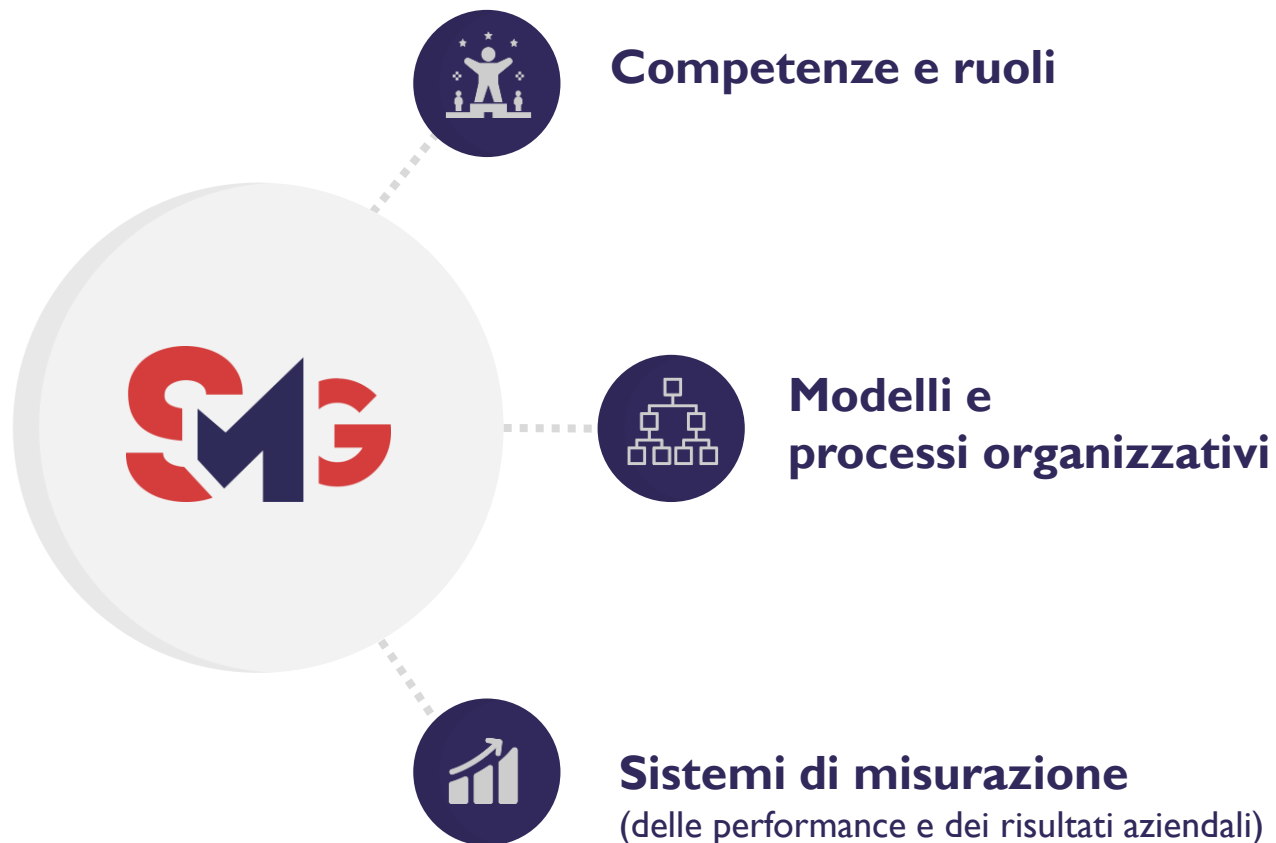 Competenze e ruoli
SMG
Modelli e
processi organizzativi
Sistemi di misurazione
(delle performance e dei risultati aziendali)